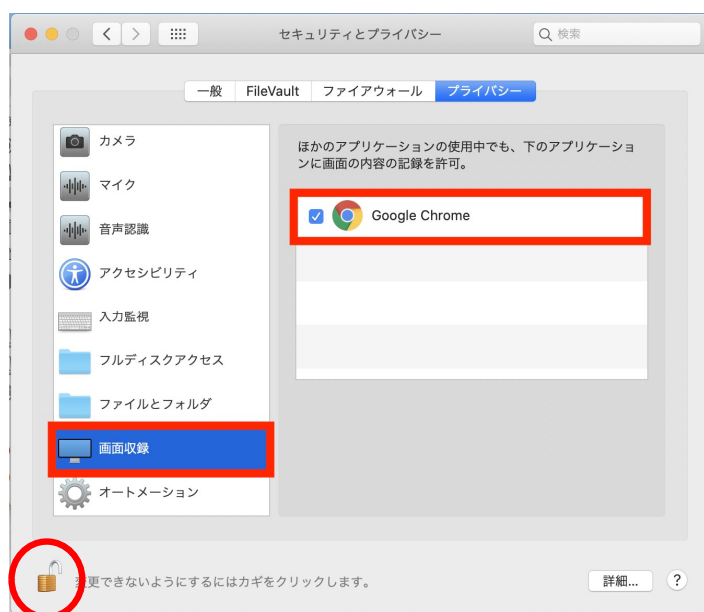 セキュリティとプライバシー
検索
一般 FileVault ファイアウォール プライバシー
カメラ
マイク
音声認識
アクセシビリティ
入力監視
フルディスクアクセス
ファイルとフォルダ
画面収録
オートメーション
ほかのアプリケーションの使用中でも、下のアプリケーショ
ンに画面の内容の記録を許可。
Google Chrome
変更できないようにするにはカギをクリックします。
詳細... ?